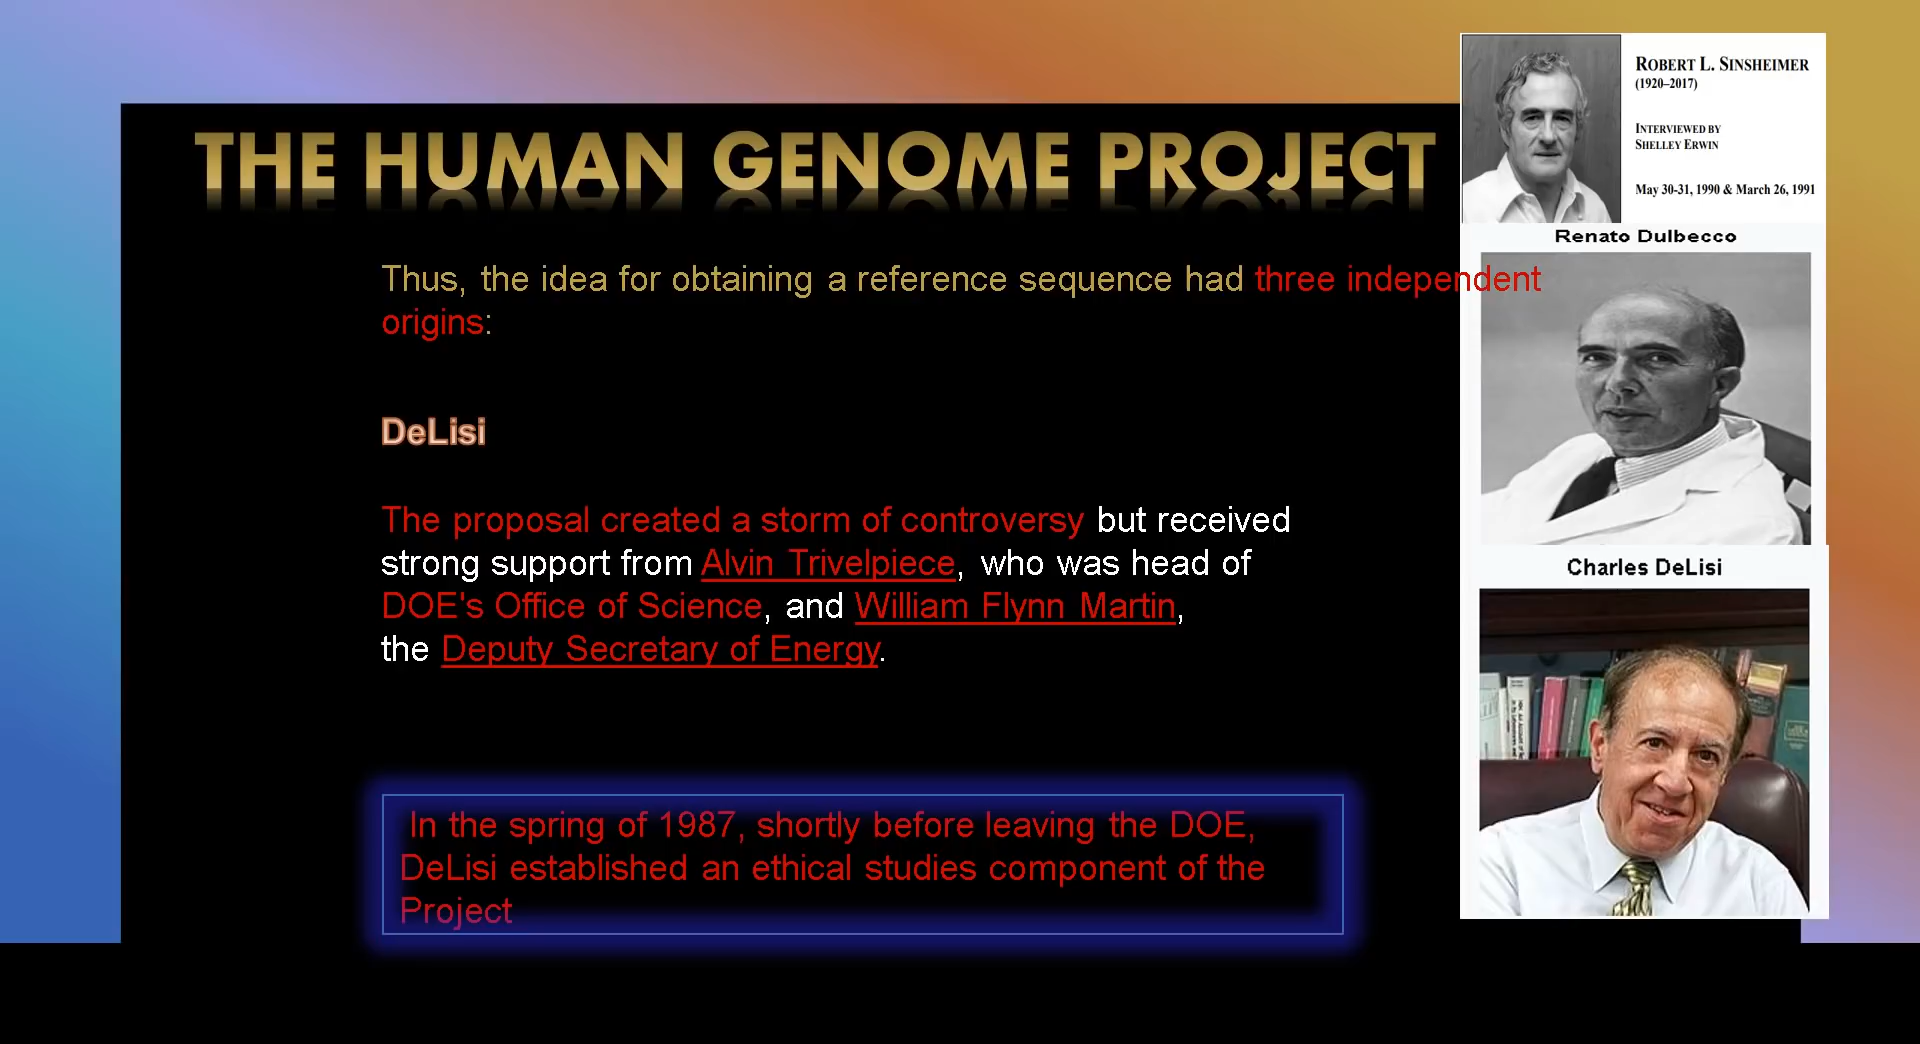 THE HUMAN GENOME PROJECT
Thus, the idea for obtaining a reference sequence had three independent
origins:
DeLisi
The proposal created a storm of controversy but received
strong support from Alvin Trivelpiece, who was head of
DOE's Office of Science, and William Flynn Martin,
the Deputy Secretary of Energy.
In the spring of 1987, shortly before leaving the DOE,
DeLisi established an ethical studies component of the
Project
ROBERT L. SINSHEIMER
(1920–2017)
INTERVIEWED BY
SHELLEY ERWIN
May 30-31, 1990 & March 26, 1991
Renato Dulbecco
Charles DeLisi